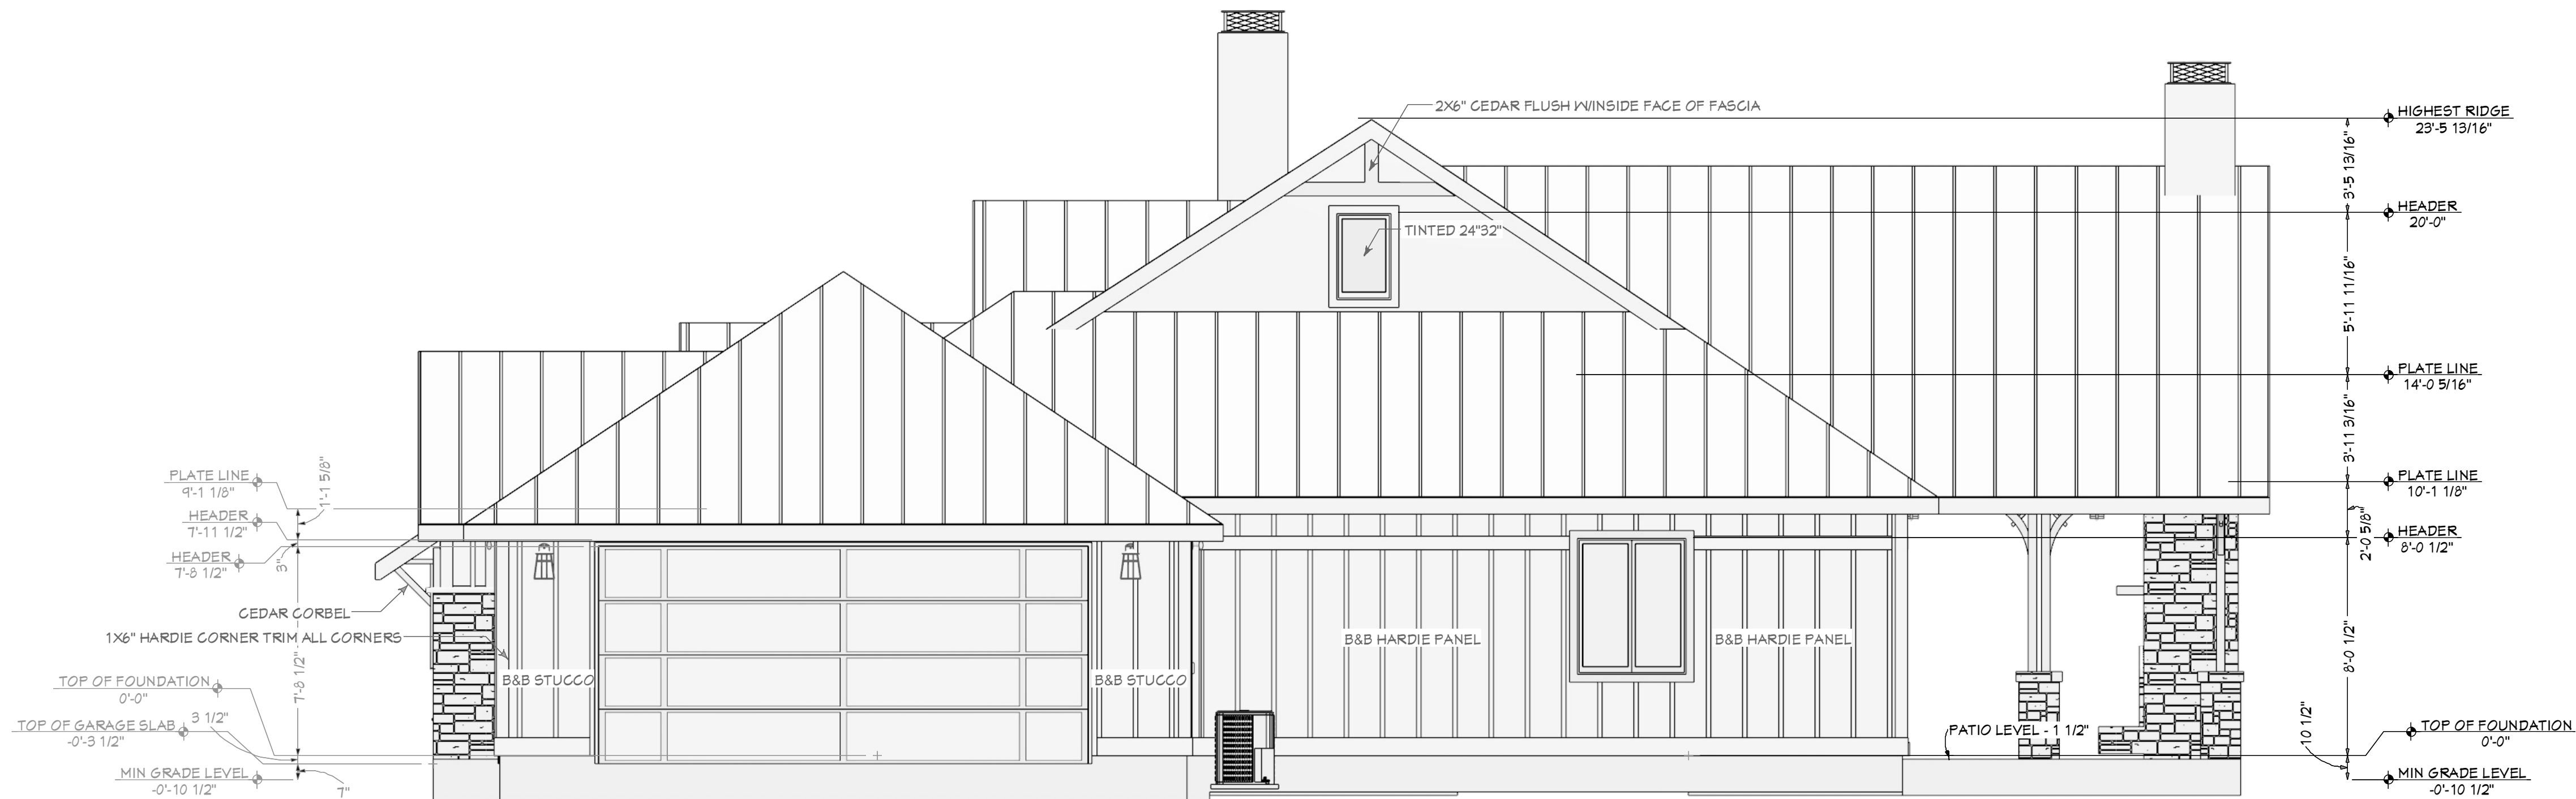 2X6" CEDAR FLUSH W/INSIDE FACE OF FASCIA
TINTED 24"32"
HIGHEST RIDGE
23'-5 13/16"
3'-5 13/16"
HEADER
20'-0"
5'-11 11/16"
PLATE LINE
14'-0 5/16"
3'-11 3/16"
PLATE LINE
10'-1 1/8"
2'-0 5/8"
HEADER
8'-0 1/2"
8'-0 1/2"
TOP OF FOUNDATION
0'-0"
10 1/2"
MIN GRADE LEVEL
-0'-10 1/2"
PLATE LINE
9'-1 1/8"
1'-1 5/8"
HEADER
7'-11 1/2"
HEADER
7'-8 1/2"
3"
CEDAR CORBEL
1X6" HARDIE CORNER TRIM ALL CORNERS
7'-8 1/2"
TOP OF FOUNDATION
0'-0"
TOP OF GARAGE SLAB
-0'-3 1/2"
3 1/2"
MIN GRADE LEVEL
-0'-10 1/2"
7"
B&B STUCCO
B&B STUCCO
B&B HARDIE PANEL
B&B HARDIE PANEL
PATIO LEVEL - 1 1/2"